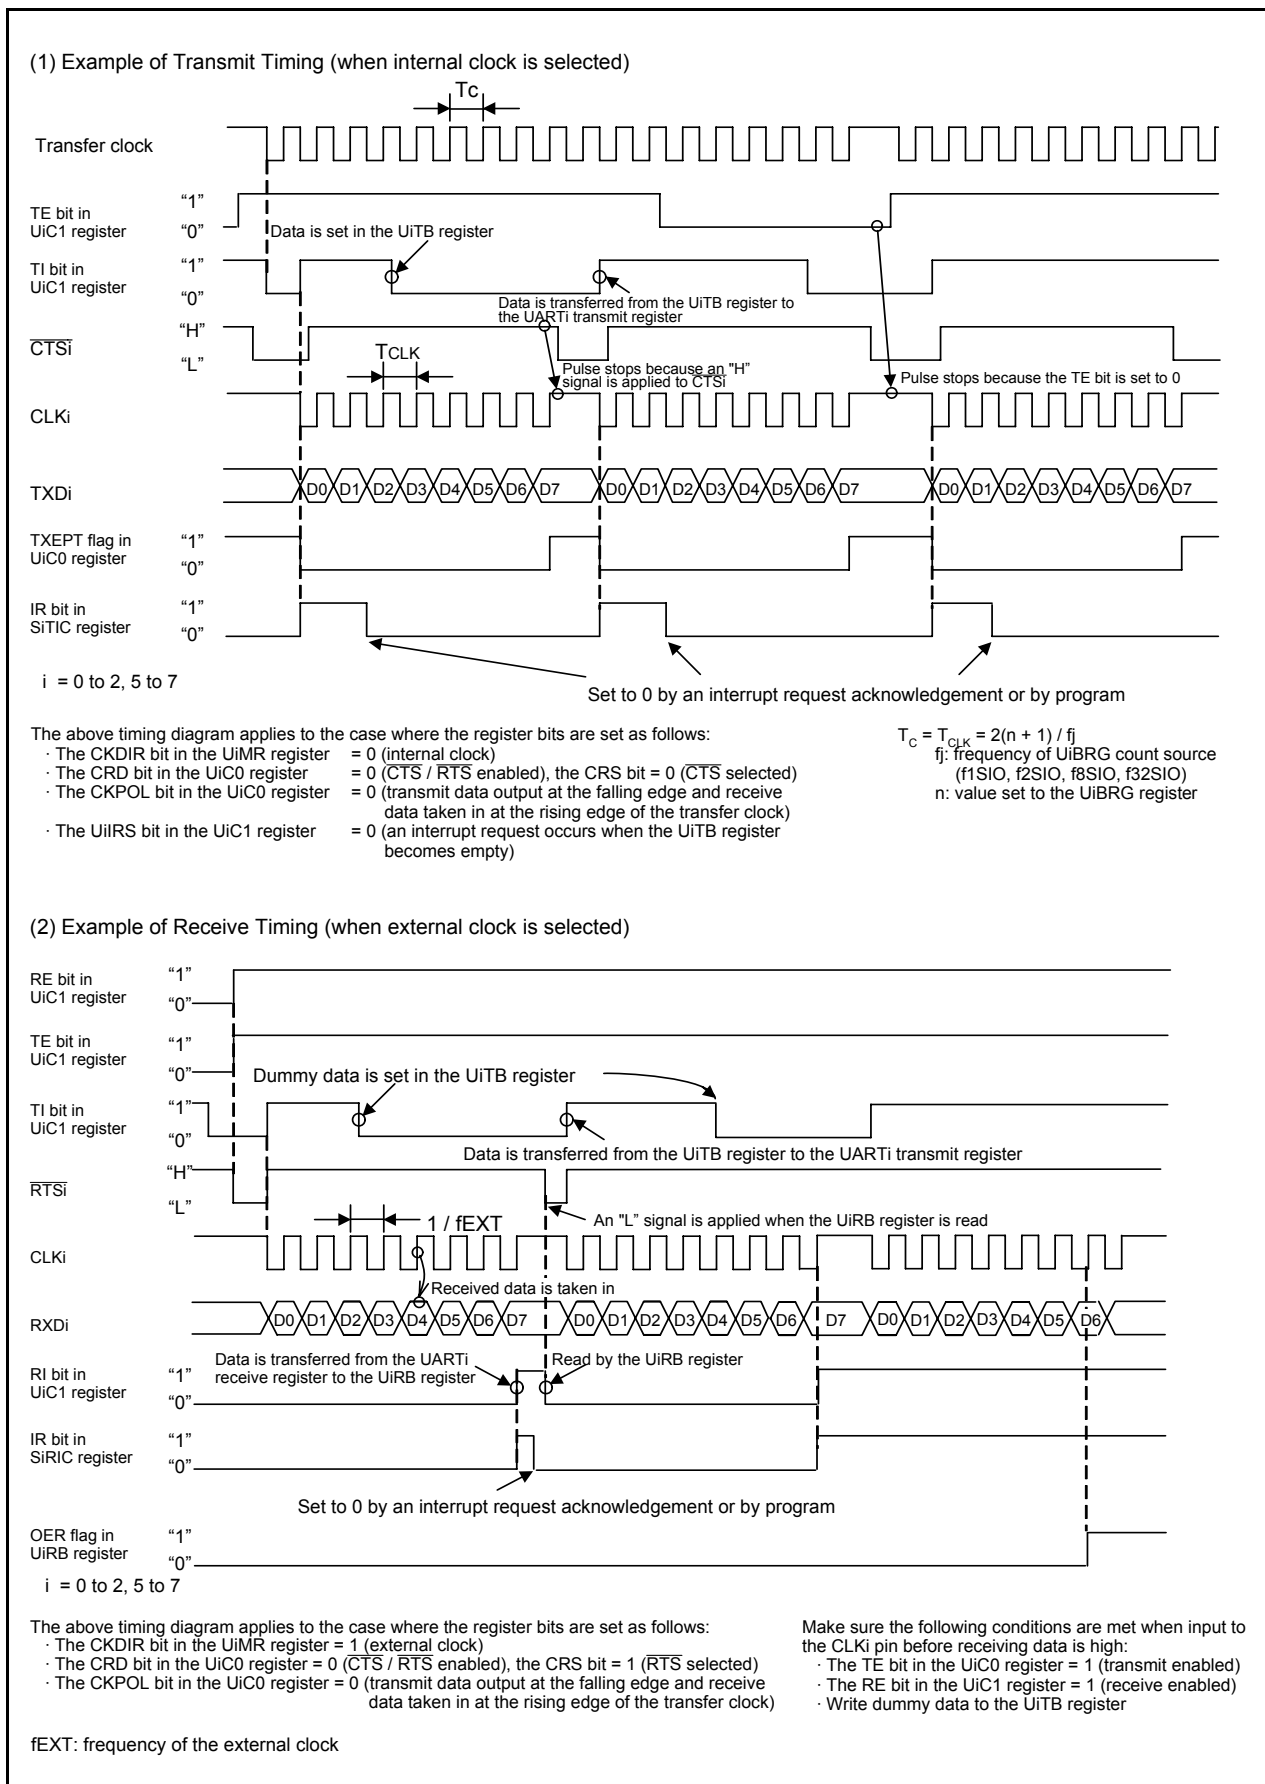 (1) Example of Transmit Timing (when internal clock is selected)
Tc
Transfer clock
TE bit in
UiC1 register
“1”
“0”
Data is set in the UiTB register
TI bit in
UiC1 register
“1”
“0”
Data is transferred from the UiTB register to
the UARTi transmit register
CTSi
“H”
“L”
TCLK
Pulse stops because an "H"
signal is applied to CTSi
Pulse stops because the TE bit is set to 0
CLKi
TXDi
D0 D1 D2 D3 D4 D5 D6 D7 D0 D1 D2 D3 D4 D5 D6 D7 D0 D1 D2 D3 D4 D5 D6 D7
TXEPT flag in
UiC0 register
“1”
“0”
IR bit in
SiTIC register
“1”
“0”
i = 0 to 2, 5 to 7
Set to 0 by an interrupt request acknowledgement or by program
The above timing diagram applies to the case where the register bits are set as follows:
· The CKDIR bit in the UiMR register = 0 (internal clock)
· The CRD bit in the UiC0 register = 0 (CTS / RTS enabled), the CRS bit = 0 (CTS selected)
· The CKPOL bit in the UiC0 register = 0 (transmit data output at the falling edge and receive
data taken in at the rising edge of the transfer clock)
· The UiIRS bit in the UiC1 register = 0 (an interrupt request occurs when the UiTB register
becomes empty)
TC = TCLK = 2(n + 1) / fj
fj: frequency of UiBRG count source
(f1SIO, f2SIO, f8SIO, f32SIO)
n: value set to the UiBRG register
(2) Example of Receive Timing (when external clock is selected)
RE bit in
UiC1 register
“1”
“0”
TE bit in
UiC1 register
“1”
“0”
Dummy data is set in the UiTB register
TI bit in
UiC1 register
“1”
“0”
Data is transferred from the UiTB register to the UARTi transmit register
RTSi
“H”
“L”
1 / fEXT
An "L" signal is applied when the UiRB register is read
CLKi
Received data is taken in
RXDi
D0 D1 D2 D3 D4 D5 D6 D7 D0 D1 D2 D3 D4 D5 D6 D7 D0 D1 D2 D3 D4 D5 D6
Data is transferred from the UARTi
receive register to the UiRB register
Read by the UiRB register
RI bit in
UiC1 register
“1”
“0”
IR bit in
SiRIC register
“1”
“0”
Set to 0 by an interrupt request acknowledgement or by program
OER flag in
UiRB register
“1”
“0”
i = 0 to 2, 5 to 7
The above timing diagram applies to the case where the register bits are set as follows:
· The CKDIR bit in the UiMR register = 1 (external clock)
· The CRD bit in the UiC0 register = 0 (CTS / RTS enabled), the CRS bit = 1 (RTS selected)
· The CKPOL bit in the UiC0 register = 0 (transmit data output at the falling edge and receive
data taken in at the rising edge of the transfer clock)
Make sure the following conditions are met when input to
the CLKi pin before receiving data is high:
· The TE bit in the UiC0 register = 1 (transmit enabled)
· The RE bit in the UiC1 register = 1 (receive enabled)
· Write dummy data to the UiTB register
fEXT: frequency of the external clock